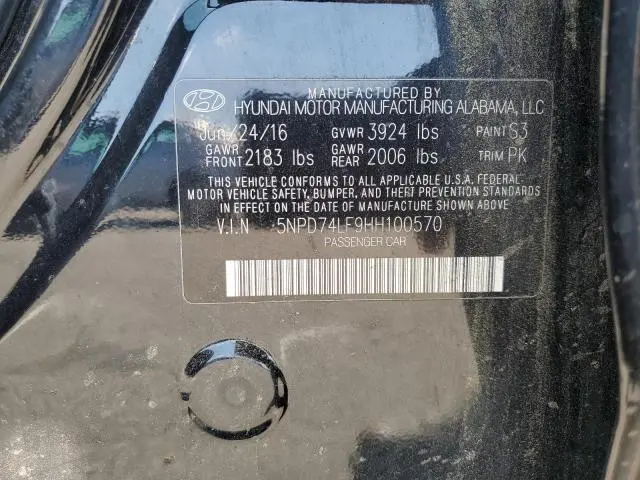 MANUFACTURED BY
HYUNDAI MOTOR MANUFACTURING ALABAMA, LLC
Jun/24/16 GVWR 3924 lbs PAINT S3
GAWR FRONT 2183 lbs GAWR REAR 2006 lbs TRIM PK
THIS VEHICLE CONFORMS TO ALL APPLICABLE U.S.A. FEDERAL
MOTOR VEHICLE SAFETY, BUMPER, AND THEFT PREVENTION STANDARDS
IN EFFECT ON THE DATE OF MANUFACTURE SHOWN ABOVE.
V.I.N 5NPD74LF9HH100570
PASSENGER CAR